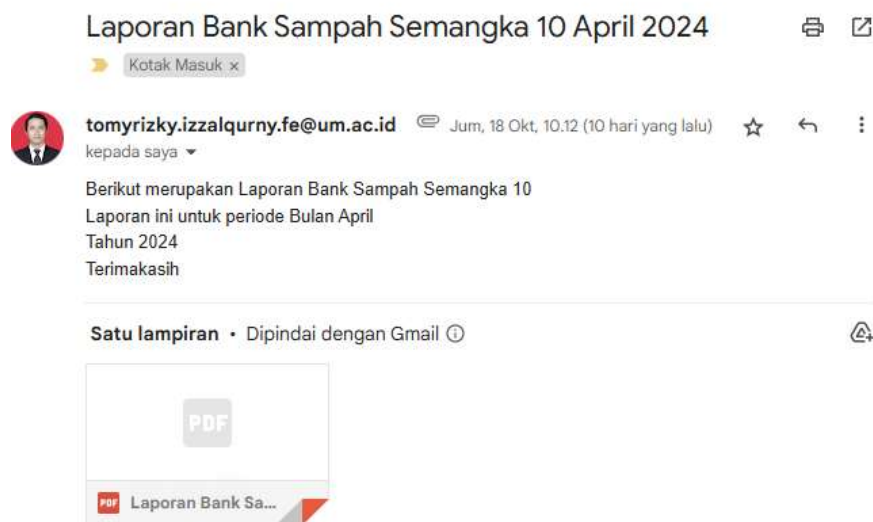 Laporan Bank Sampah Semangka 10 April 2024
Kotak Masuk ×
tomyrizky.izzalqurny.fe@um.ac.id Jum, 18 Okt, 10.12 (10 hari yang lalu)
kepada saya
Berikut merupakan Laporan Bank Sampah Semangka 10
Laporan ini untuk periode Bulan April
Tahun 2024
Terimakasih
Satu lampiran • Dipindai dengan Gmail
PDF
PDF Laporan Bank Sa...